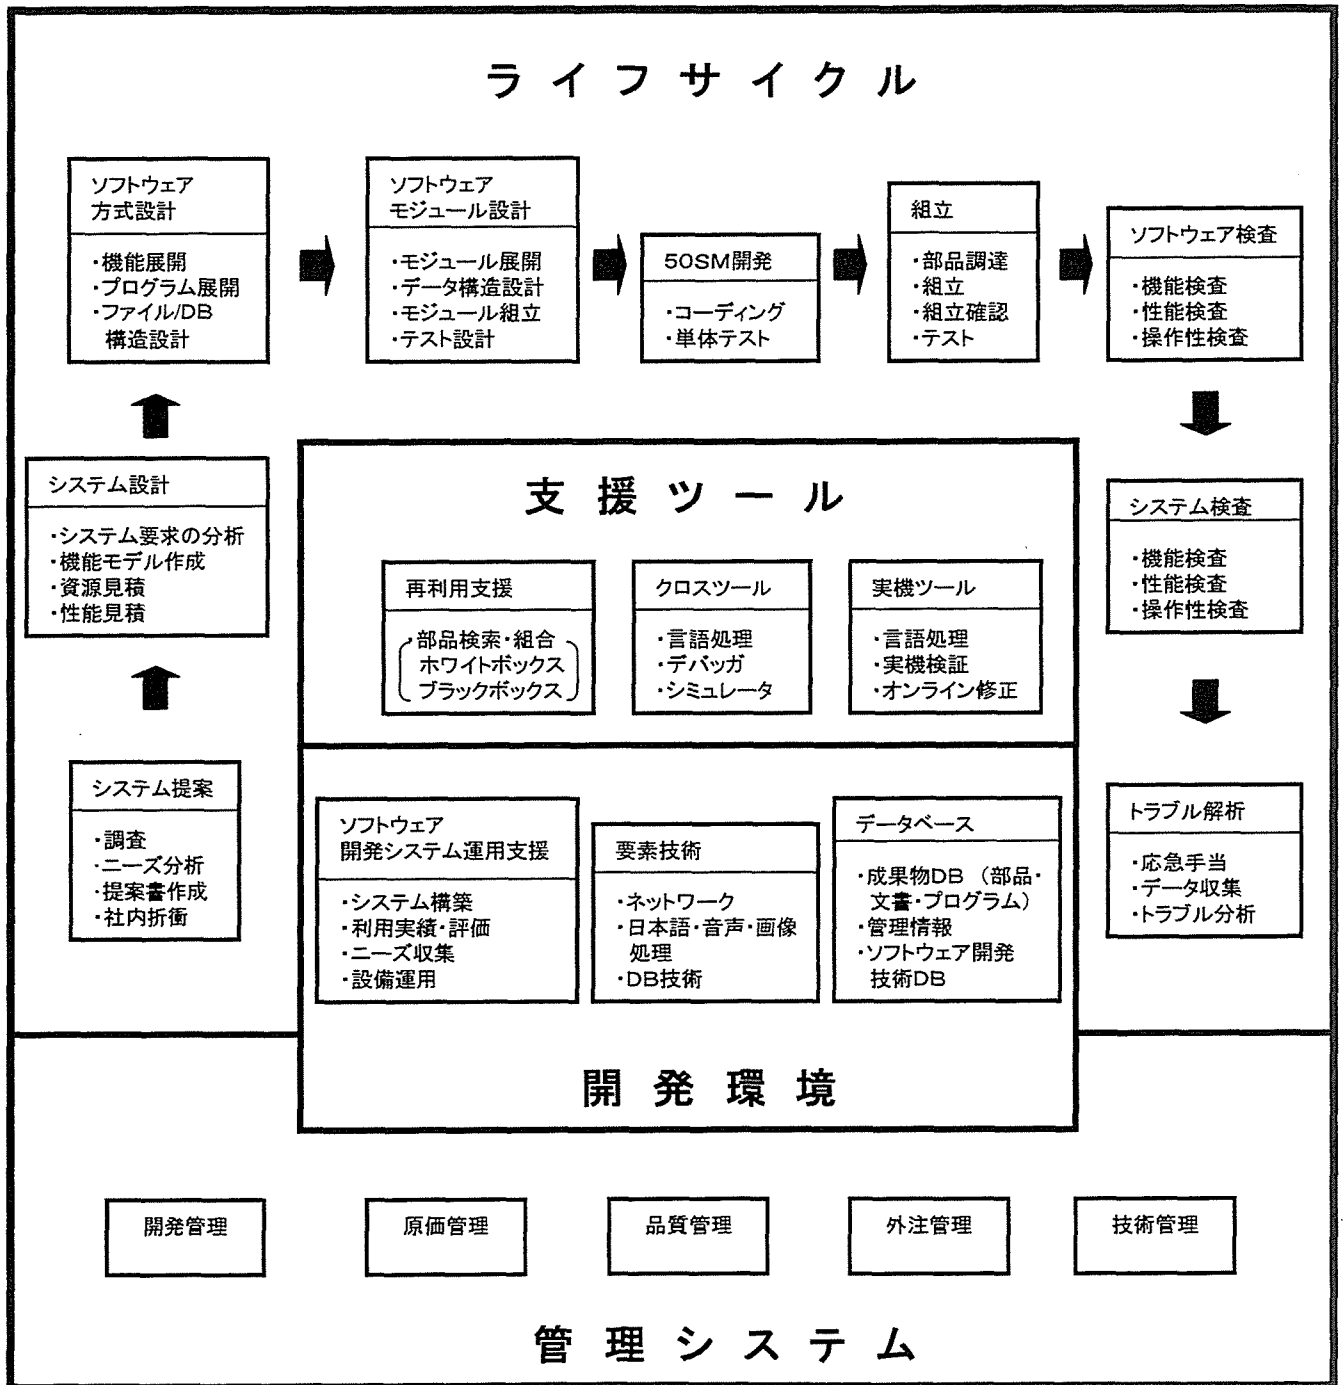 ライフサイクル
ソフトウェア
方式設計
・機能展開
・プログラム展開
・ファイル/DB
構造設計
ソフトウェア
モジュール設計
・モジュール展開
・データ構造設計
・モジュール組立
・テスト設計
50SM開発
・コーディング
・単体テスト
組立
・部品調達
・組立
・組立確認
・テスト
ソフトウェア検査
・機能検査
・性能検査
・操作性検査
システム設計
・システム要求の分析
・機能モデル作成
・資源見積
・性能見積
支援ツール
再利用支援
部品検索・組合
ホワイトボックス
ブラックボックス
クロスツール
・言語処理
・デバッガ
・シミュレータ
実機ツール
・言語処理
・実機検証
・オンライン修正
システム検査
・機能検査
・性能検査
・操作性検査
システム提案
・調査
・ニーズ分析
・提案書作成
・社内折衝
ソフトウェア
開発システム運用支援
・システム構築
・利用実績・評価
・ニーズ収集
・設備運用
要素技術
・ネットワーク
・日本語・音声・画像
処理
・DB技術
データベース
・成果物DB（部品・
文書・プログラム）
・管理情報
・ソフトウェア開発
技術DB
トラブル解析
・応急手当
・データ収集
・トラブル分析
開発環境
開発管理
原価管理
品質管理
外注管理
技術管理
管理システム